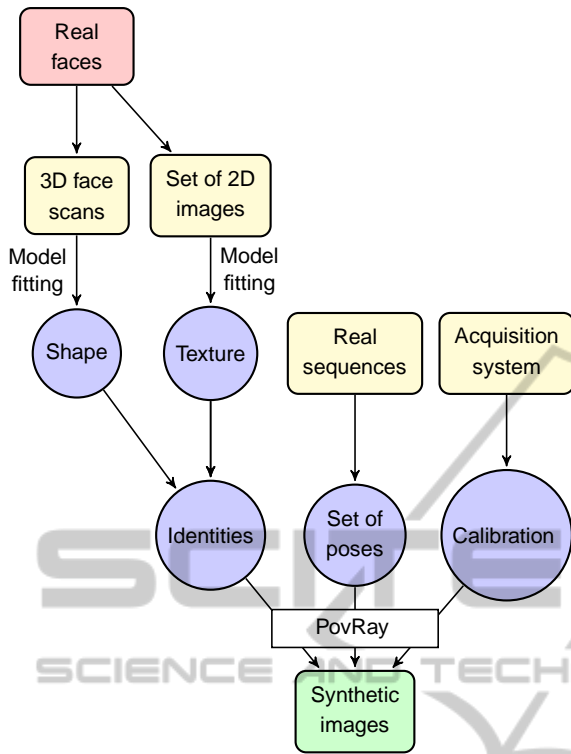 Real
faces
3D face
scans
Set of 2D
images
Model
fitting
Model
fitting
Shape
Texture
Real
sequences
Acquisition
system
Identities
Set of
poses
Calibration
SCITE
PovRay
SCIENCE AND TECH
Synthetic
images